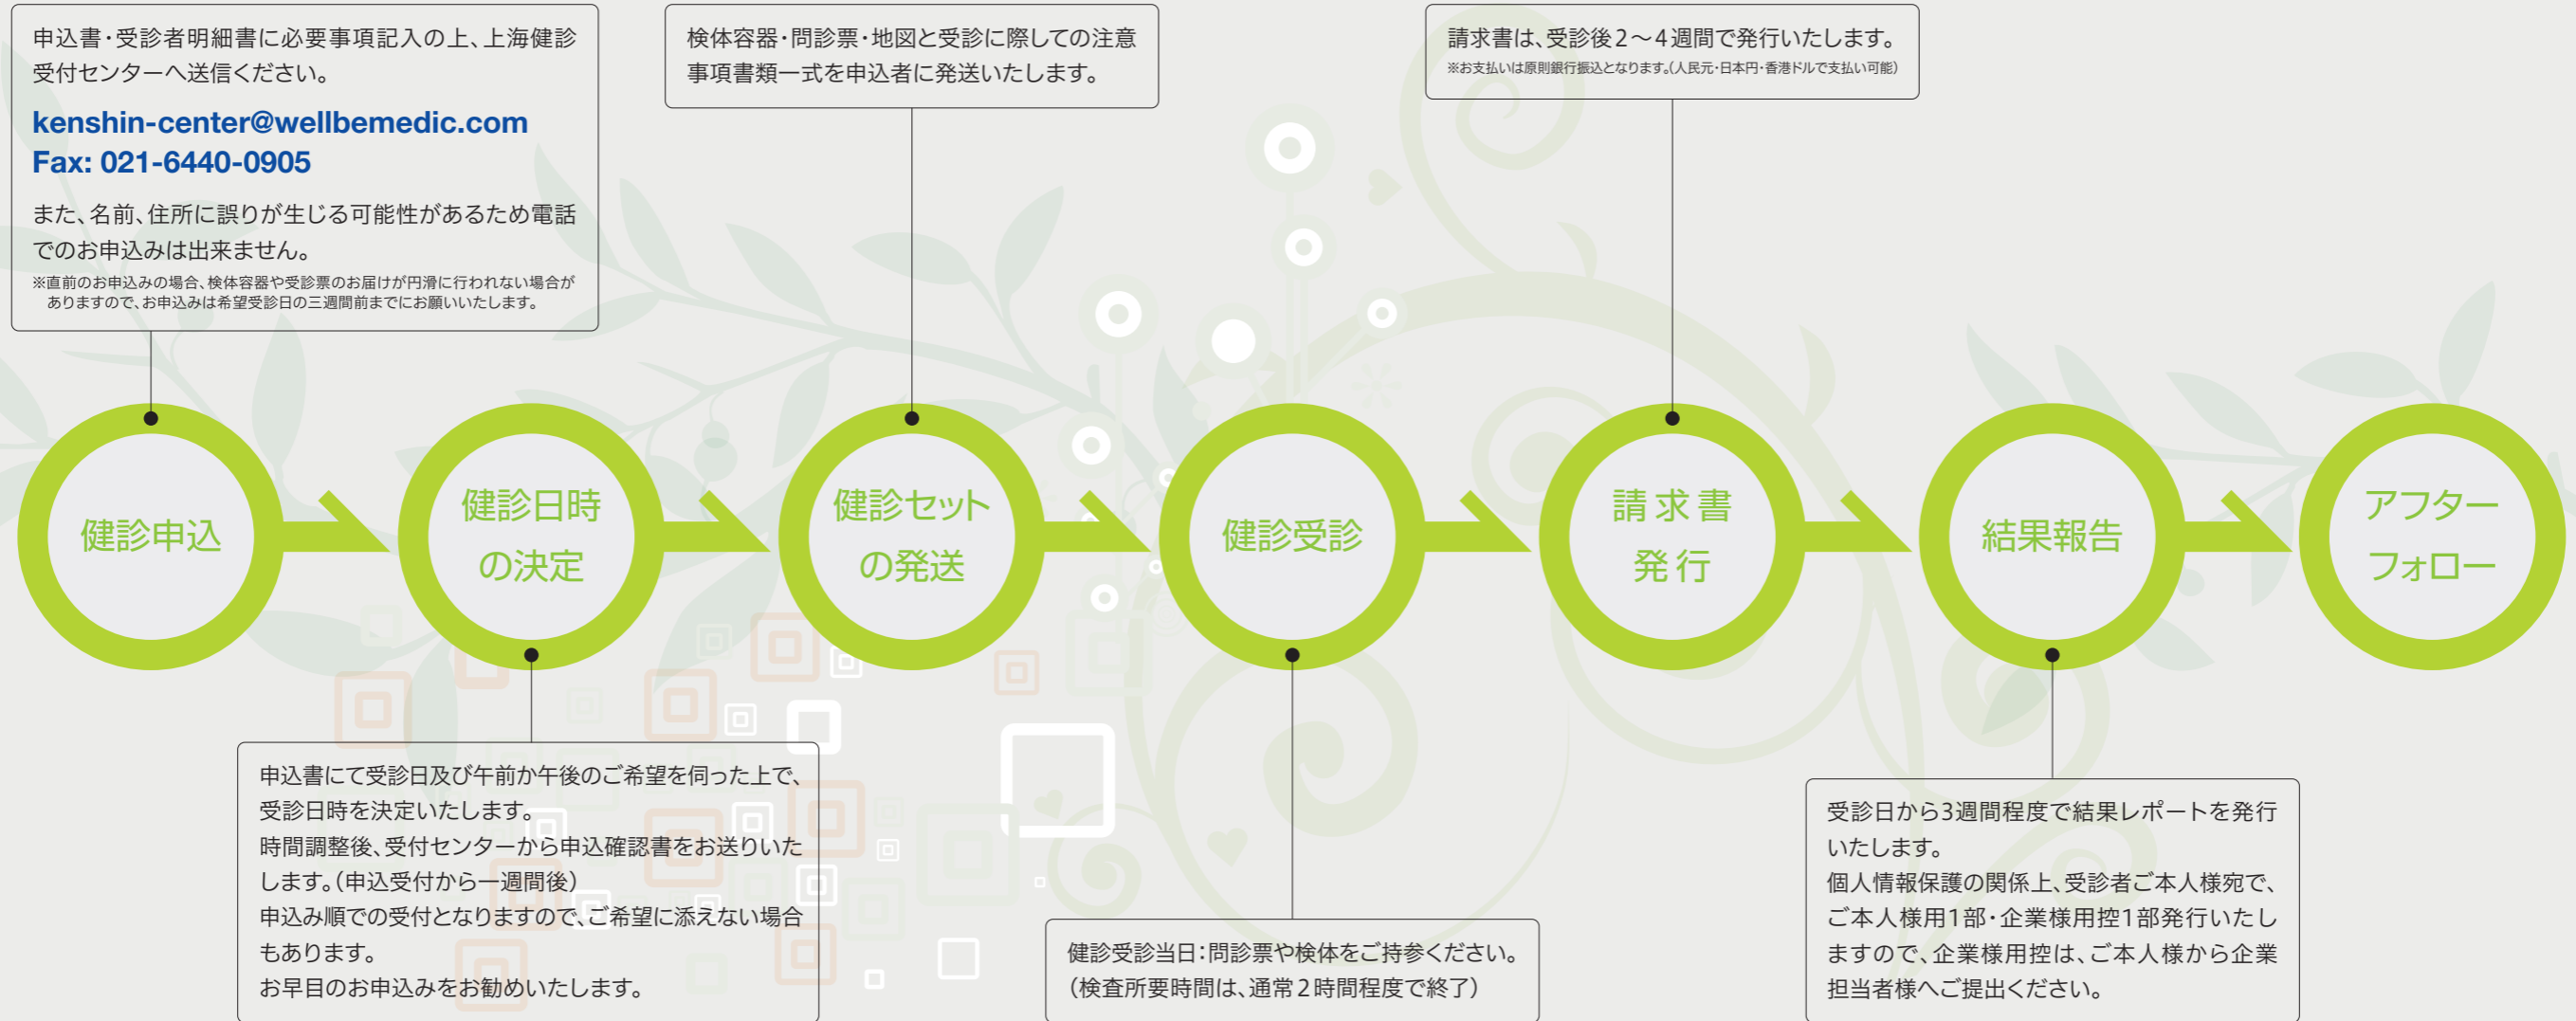 申込書・受診者明細書に必要事項記入の上、上海健診
受付センターへ送信ください。
kenshin-center@wellbemedic.com
Fax: 021-6440-0905
また、名前、住所に誤りが生じる可能性があるため電話
でのお申込みは出来ません。
※直前のお申込みの場合、検体容器や受診票のお届けが円滑に行われない場合が
ありますので、お申込みは希望受診日の三週間前までにお願いいたします。
検体容器・問診票・地図と受診に際しての注意
事項書類一式を申込者に発送いたします。
請求書は、受診後2〜4週間で発行いたします。
※お支払いは原則銀行振込となります。(人民元・日本円・香港ドルで支払い可能)
健診申込
健診日時
の決定
健診セット
の発送
健診受診
請求書
発行
結果報告
アフター
フォロー
申込書にて受診日及び午前か午後のご希望を伺った上で、
受診日時を決定いたします。
時間調整後、受付センターから申込確認書をお送りいた
します。(申込受付から一週間後)
申込み順での受付となりますので、ご希望に添えない場合
もあります。
お早目のお申込みをお勧めいたします。
健診受診当日：問診票や検体をご持参ください。
(検査所要時間は、通常2時間程度で終了)
受診日から3週間程度で結果レポートを発行
いたします。
個人情報保護の関係上、受診者ご本人様宛で、
ご本人様用1部・企業様用控1部発行いたし
ますので、企業様用控は、ご本人様から企業
担当者様へご提出ください。